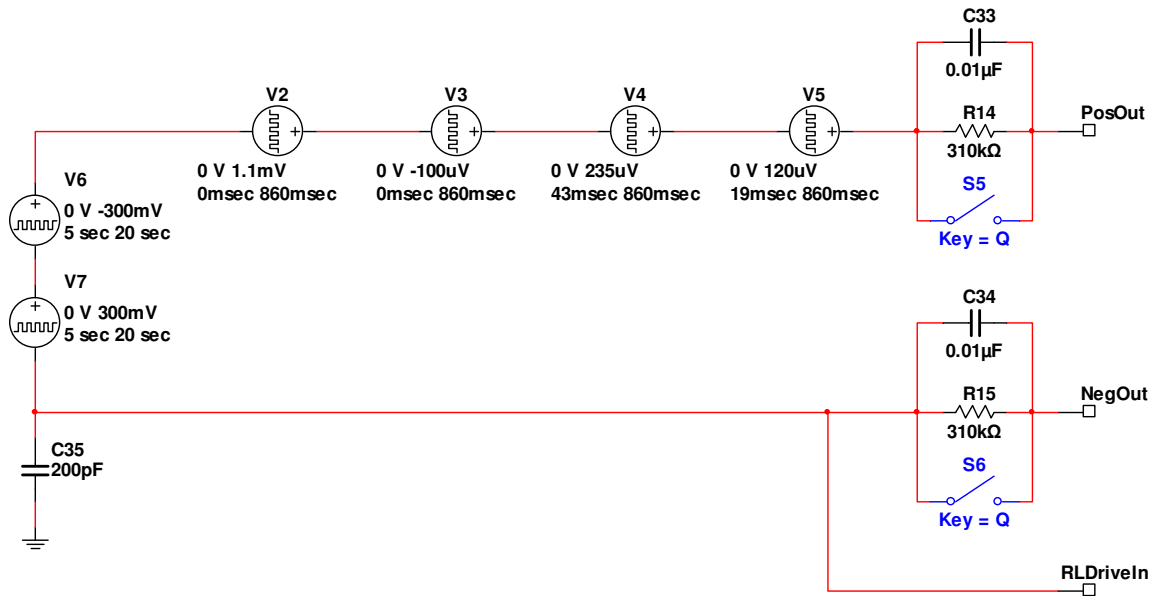 C33
0.01µF
V2
V3
V4
V5
R14
PosOut
310kΩ
0 V 1.1mV
0msec 860msec
0 V -100uV
0msec 860msec
0 V 235uV
43msec 860msec
0 V 120uV
19msec 860msec
S5
Key = Q
V6
0 V -300mV
5 sec 20 sec
V7
0 V 300mV
5 sec 20 sec
C34
0.01µF
R15
NegOut
310kΩ
C35
200pF
S6
Key = Q
RLDriveIn